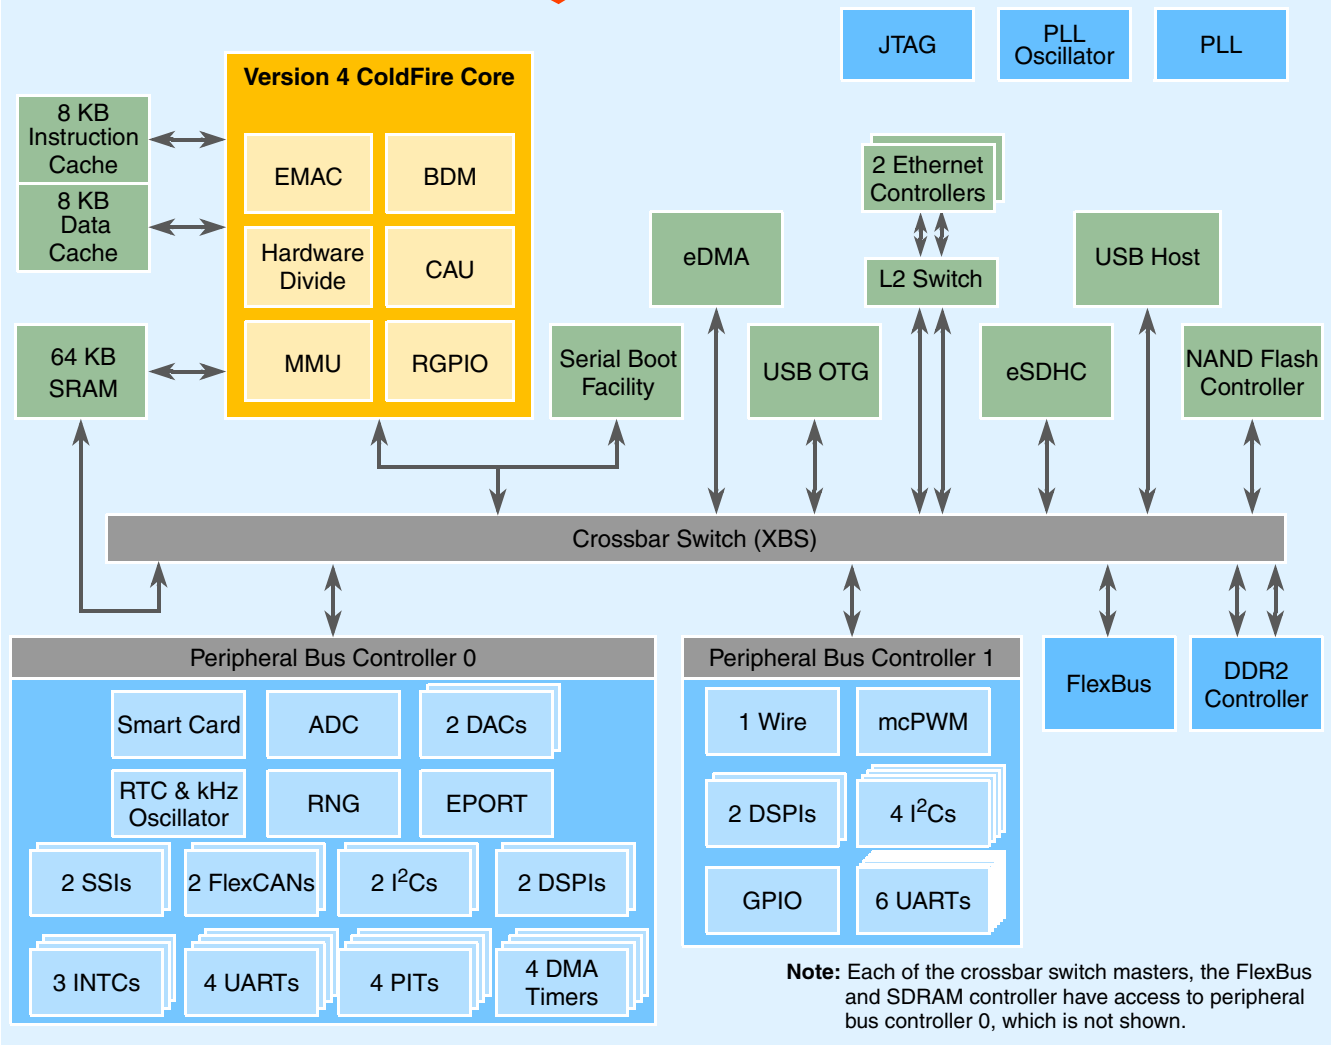 JTAG
PLL
Oscillator
PLL
Version 4 ColdFire Core
8 KB
Instruction
Cache
8 KB
Data
Cache
64 KB
SRAM
EMAC
BDM
Hardware
Divide
CAU
MMU
RGPIO
Serial Boot
Facility
eDMA
USB OTG
2 Ethernet
Controllers
L2 Switch
eSDHC
USB Host
NAND Flash
Controller
Crossbar Switch (XBS)
Peripheral Bus Controller 0
Smart Card
ADC
2 DACs
RTC & kHz
Oscillator
RNG
EPORT
2 SSIs
2 FlexCANs
2 I²Cs
2 DSPIs
3 INTCs
4 UARTs
4 PITs
4 DMA
Timers
Peripheral Bus Controller 1
1 Wire
mcPWM
2 DSPIs
4 I²Cs
GPIO
6 UARTs
FlexBus
DDR2
Controller
Note: Each of the crossbar switch masters, the FlexBus
and SDRAM controller have access to peripheral
bus controller 0, which is not shown.